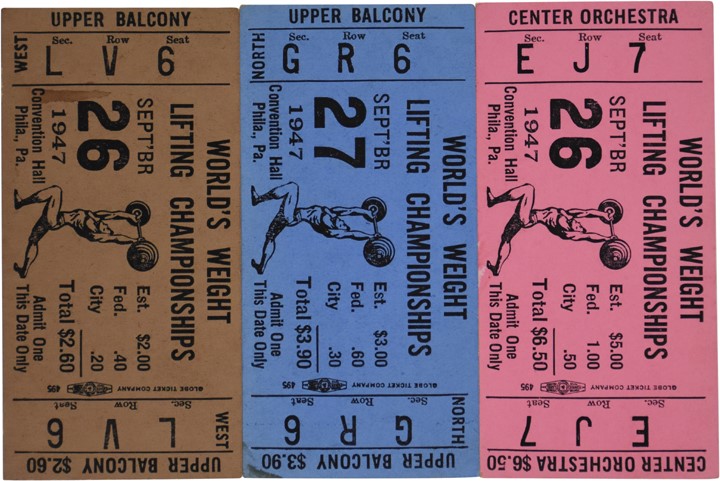 UPPER BALCONY
WEST
Sec. Row Seat
L V 6
WORLD'S WEIGHT
LIFTING CHAMPIONSHIPS
SEPT'BR
26
1947
Convention Hall
Phila., Pa.
Est. $2.00
Fed. .40
City .20
Total $2.60
Admit One
This Date Only
GLOBE TICKET COMPANY 495
WEST
Sec. Row Seat
L V 6
UPPER BALCONY $2.60
UPPER BALCONY
NORTH
Sec. Row Seat
G R 6
WORLD'S WEIGHT
LIFTING CHAMPIONSHIPS
SEPT'BR
27
1947
Convention Hall
Phila., Pa.
Est. $3.00
Fed. .60
City .30
Total $3.90
Admit One
This Date Only
GLOBE TICKET COMPANY 495
NORTH
Sec. Row Seat
G R 6
UPPER BALCONY $3.90
CENTER ORCHESTRA
Sec. Row Seat
E J 7
WORLD'S WEIGHT
LIFTING CHAMPIONSHIPS
SEPT'BR
26
1947
Convention Hall
Phila., Pa.
Est. $5.00
Fed. 1.00
City .50
Total $6.50
Admit One
This Date Only
GLOBE TICKET COMPANY 495
Sec. Row Seat
E J 7
CENTER ORCHESTRA $6.50